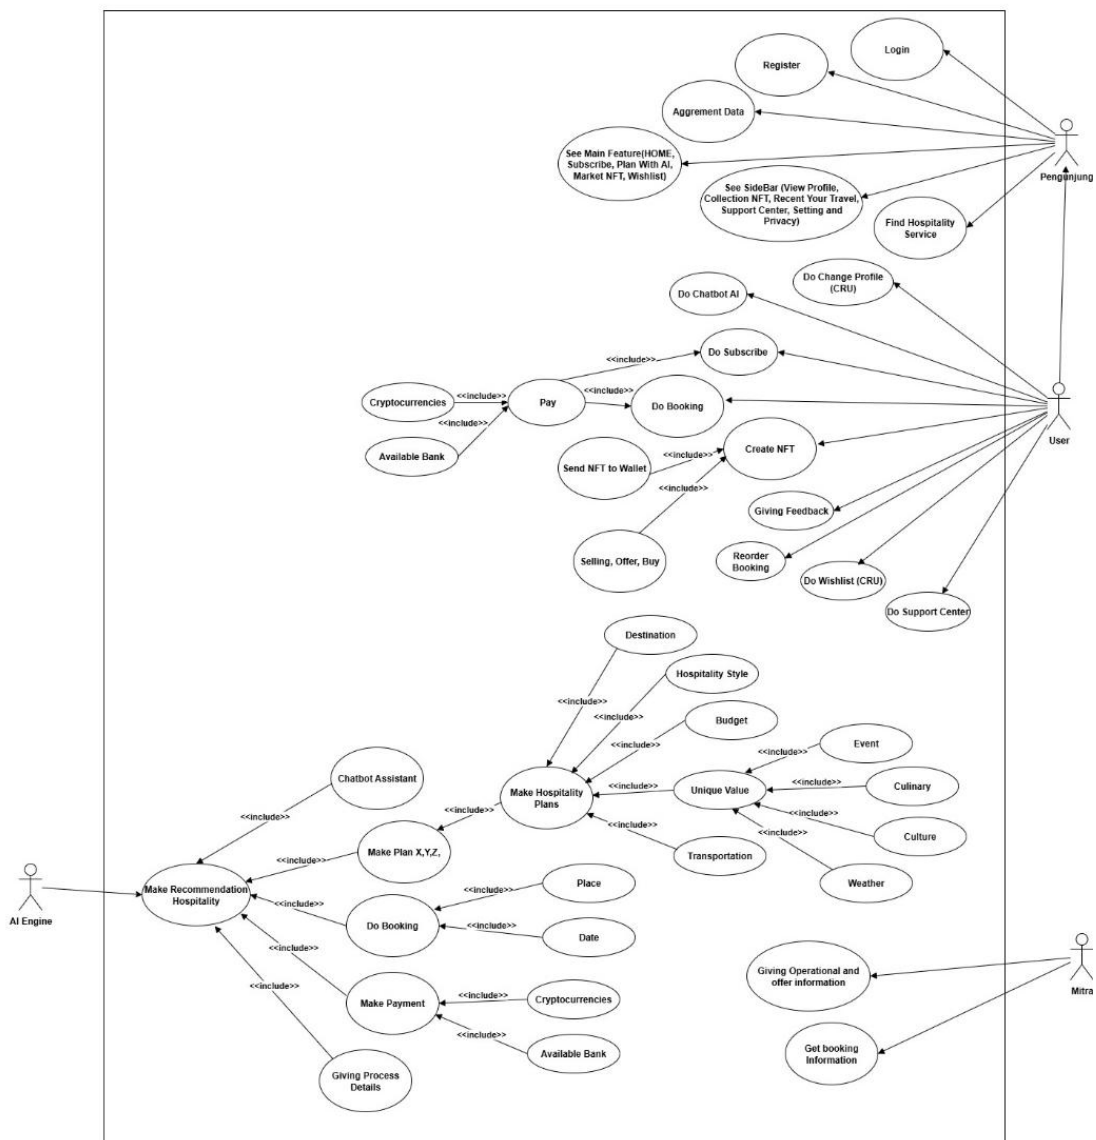 Login
Register
Aggrement Data
See Main Feature(HOME,
Subscribe, Plan With AI,
Market NFT, Wishlist)
Pengunjung
See SideBar (View Profile,
Collection NFT, Recent Your Travel,
Support Center, Setting and
Privacy)
Find Hospitality
Service
Do Change Profile
(CRU)
Do Chatbot AI
<<include>>
Do Subscribe
Cryptocurrencies
<<include>>
Pay
<<include>>
Do Booking
<<include>>
User
Available Bank
Create NFT
<<include>>
Send NFT to Wallet
<<include>>
Giving Feedback
Selling, Offer, Buy
Reorder
Booking
Do Wishlist (CRU)
Do Support Center
Destination
Hospitality Style
<<include>>
<<include>>
Budget
<<include>>
Event
<<include>>
Chatbot Assistant
Make Hospitality
Plans
<<include>>
Unique Value
<<include>>
Culinary
<<include>>
<<include>>
<<include>>
Culture
<<include>>
<<include>>
Make Plan X,Y,Z,
<<include>>
Transportation
Weather
AI Engine
Make Recommendation
Hospitality
<<include>>
Do Booking
<<include>>
Place
<<include>>
Date
<<include>>
<<include>>
Make Payment
<<include>>
Cryptocurrencies
<<include>>
Available Bank
Giving Process
Details
Giving Operational and
offer information
Mitra
Get booking
Information